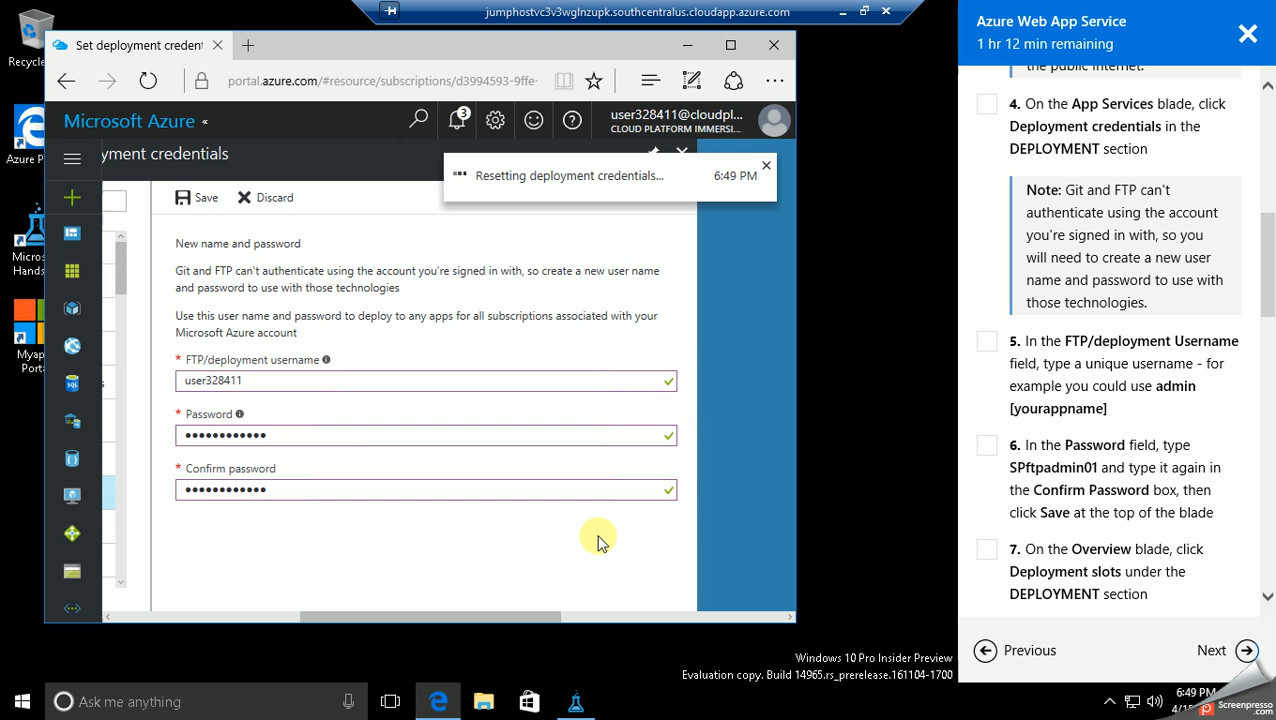 jumphostvc3v3wglnzupk.southcentralus.cloudapp.azure.com
Recycle
Azure P
Micros
Hands
Myap
Port
Set deployment creden
portal.azure.com/#resource/subscriptions/d3994593-9ffe-
Microsoft Azure «
3
user328411@cloudpl...
CLOUD PLATFORM IMMERSI...
yment credentials
Resetting deployment credentials... 6:49 PM
Save Discard
New name and password
Git and FTP can't authenticate using the account you're signed in with, so create a new user name
and password to use with those technologies
Use this user name and password to deploy to any apps for all subscriptions associated with your
Microsoft Azure account
* FTP/deployment username
user328411
* Password
••••••••••••
* Confirm password
••••••••••••
Azure Web App Service
1 hr 12 min remaining
the public internet.
4. On the App Services blade, click
Deployment credentials in the
DEPLOYMENT section
Note: Git and FTP can't
authenticate using the account
you're signed in with, so you
will need to create a new user
name and password to use with
those technologies.
5. In the FTP/deployment Username
field, type a unique username - for
example you could use admin
[yourappname]
6. In the Password field, type
SPftpadmin01 and type it again in
the Confirm Password box, then
click Save at the top of the blade
7. On the Overview blade, click
Deployment slots under the
DEPLOYMENT section
Previous Next
Windows 10 Pro Insider Preview
Evaluation copy. Build 14965.rs_prerelease.161104-1700
Ask me anything
6:49 PM
Screenpresso
.com